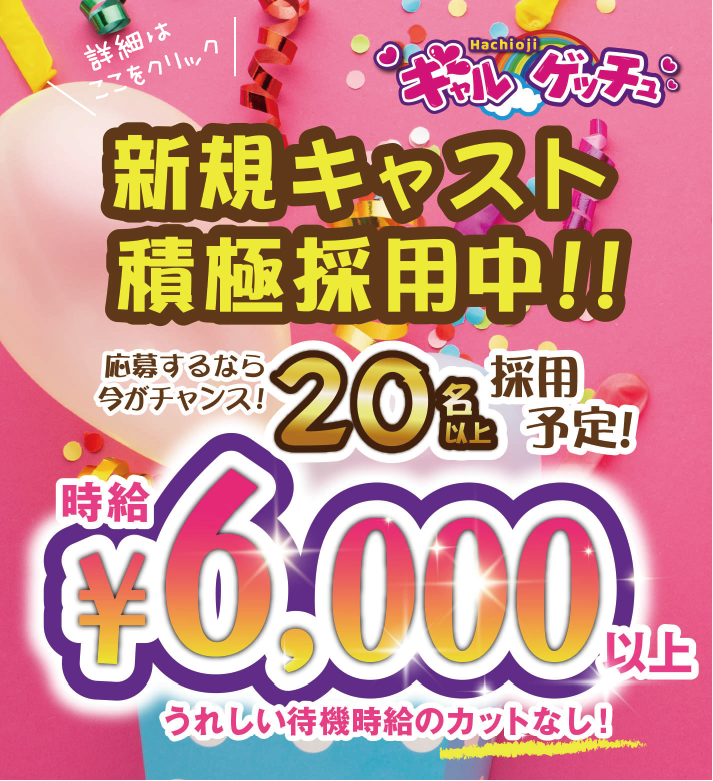 詳細は
ここをクリック
Hachioji
ギャルゲッチュ
新規キャスト
積極採用中!!
応募するなら
今がチャンス!
20名以上
採用
予定!
時給
¥6,000以上
うれしい待機時給のカットなし!